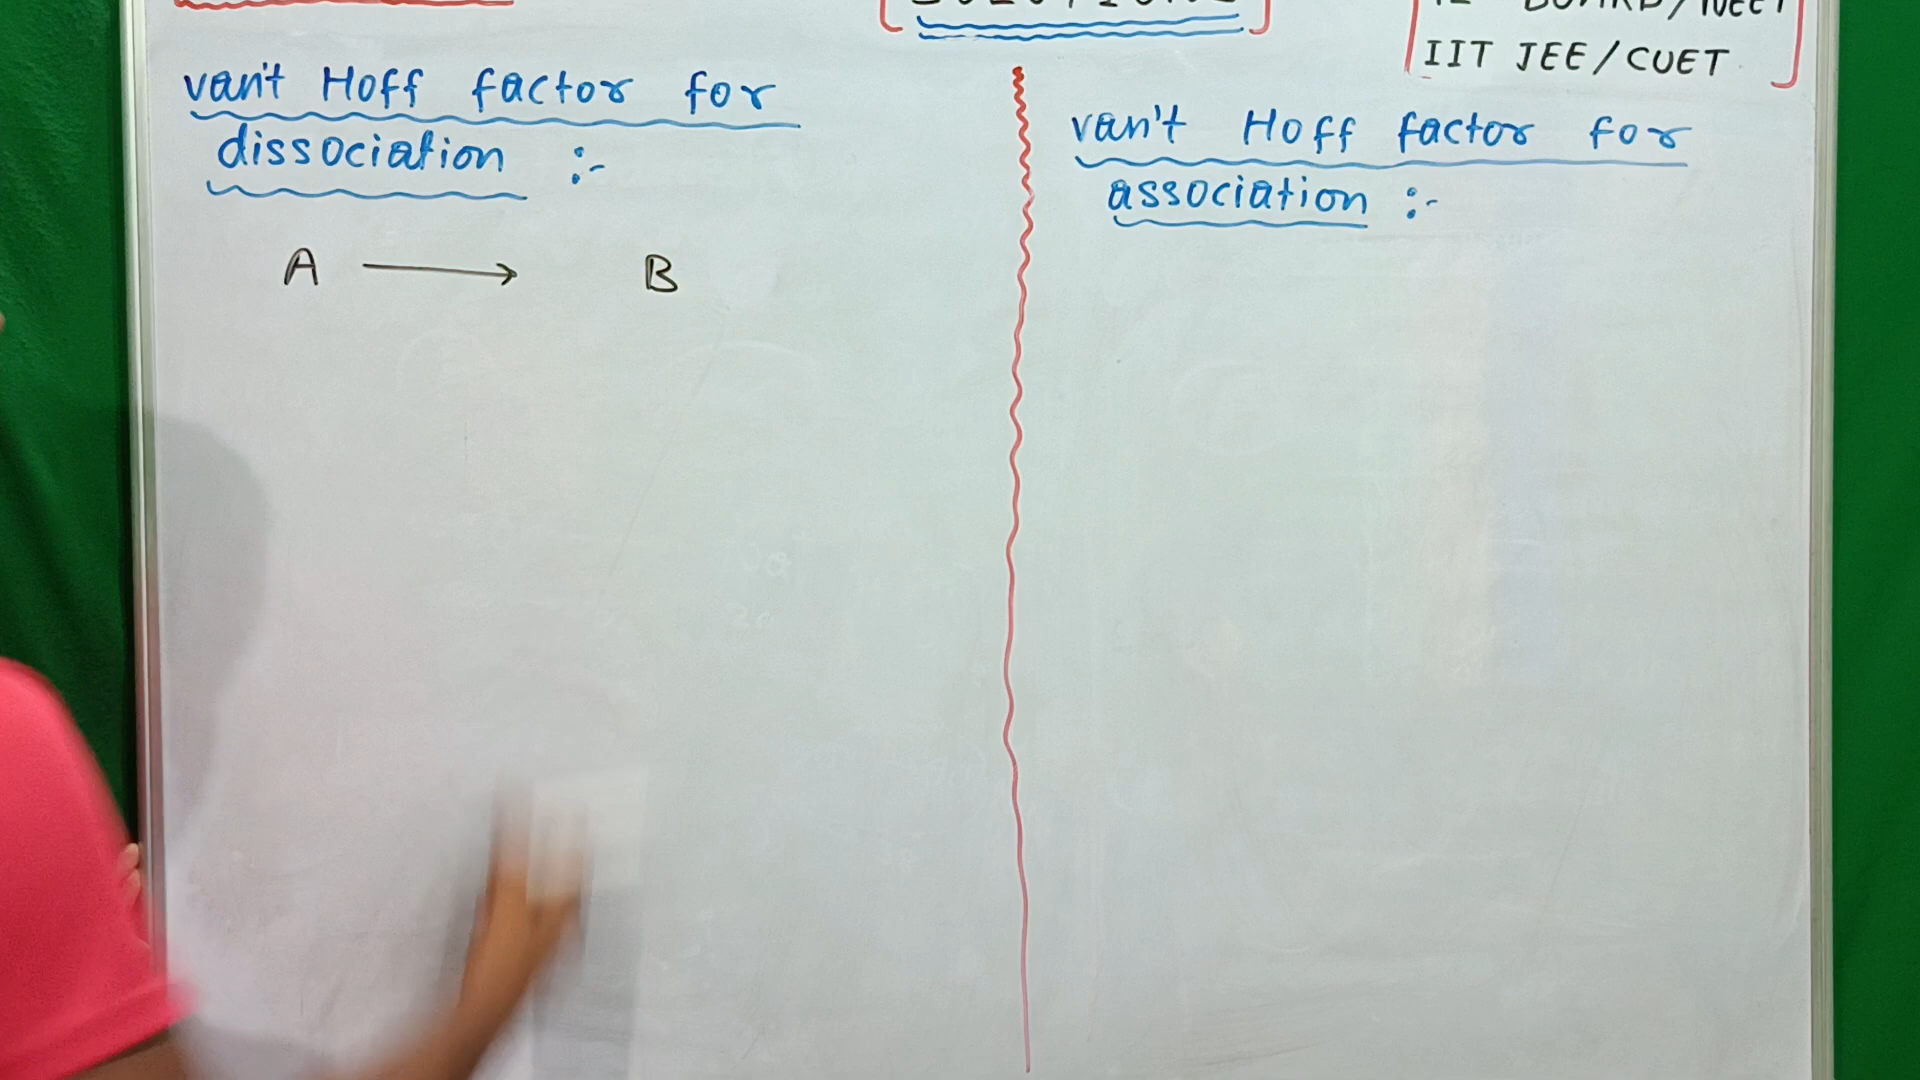 IIT JEE/CUET
van't Hoff factor for
dissociation :-
A ⟶ B
van't Hoff factor for
association :-